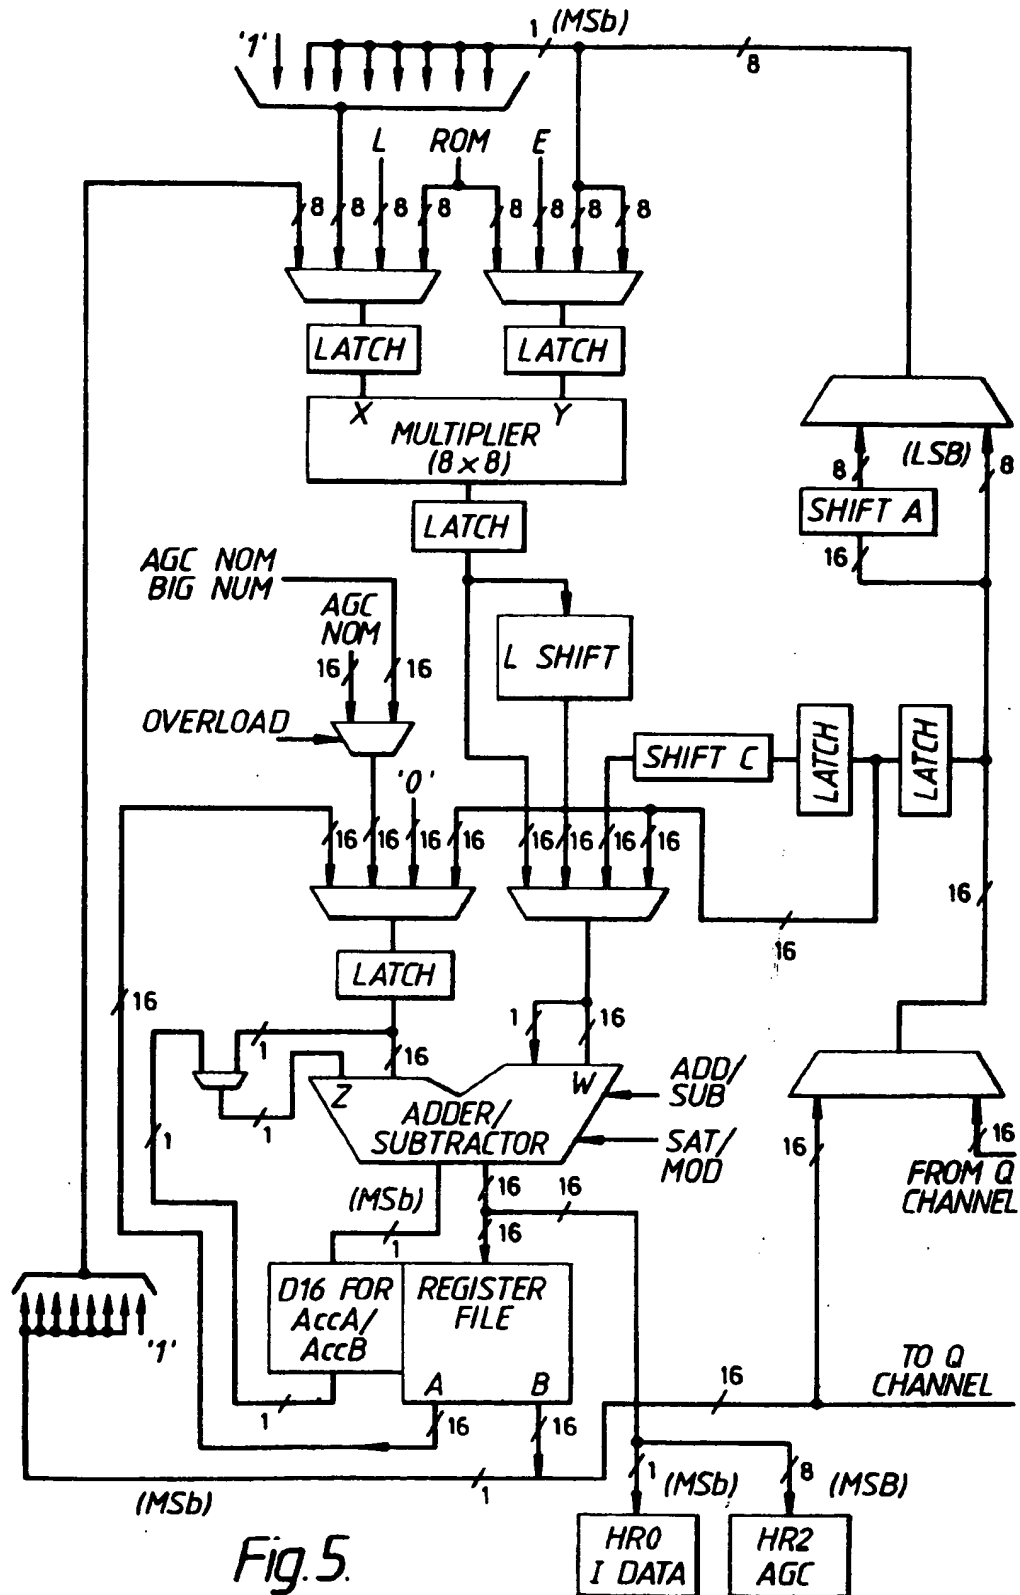 '1'
1 (MSb)
8
L ROM E
8 8 8 8 8 8 8 8
LATCH LATCH
X Y
MULTIPLIER
(8 x 8)
LATCH
8 (LSB) 8
SHIFT A
16
AGC NOM
BIG NUM
AGC
NOM
16 16
L SHIFT
OVERLOAD
SHIFT C
LATCH
LATCH
'0'
16 16 16 16 16 16 16 16
16
16
LATCH
16
1 1 16
1 16
Z W
ADDER/
SUBTRACTOR
ADD/
SUB
SAT/
MOD
1 1
16 16
FROM Q
CHANNEL
(MSb)
1
16 16
16
D16 FOR
AccA/
AccB
REGISTER
FILE
A B
'1'
1
16 16
16
TO Q
CHANNEL
(MSb)
1
1 (MSb)
8 (MSB)
HR0
I DATA
HR2
AGC
Fig.5.